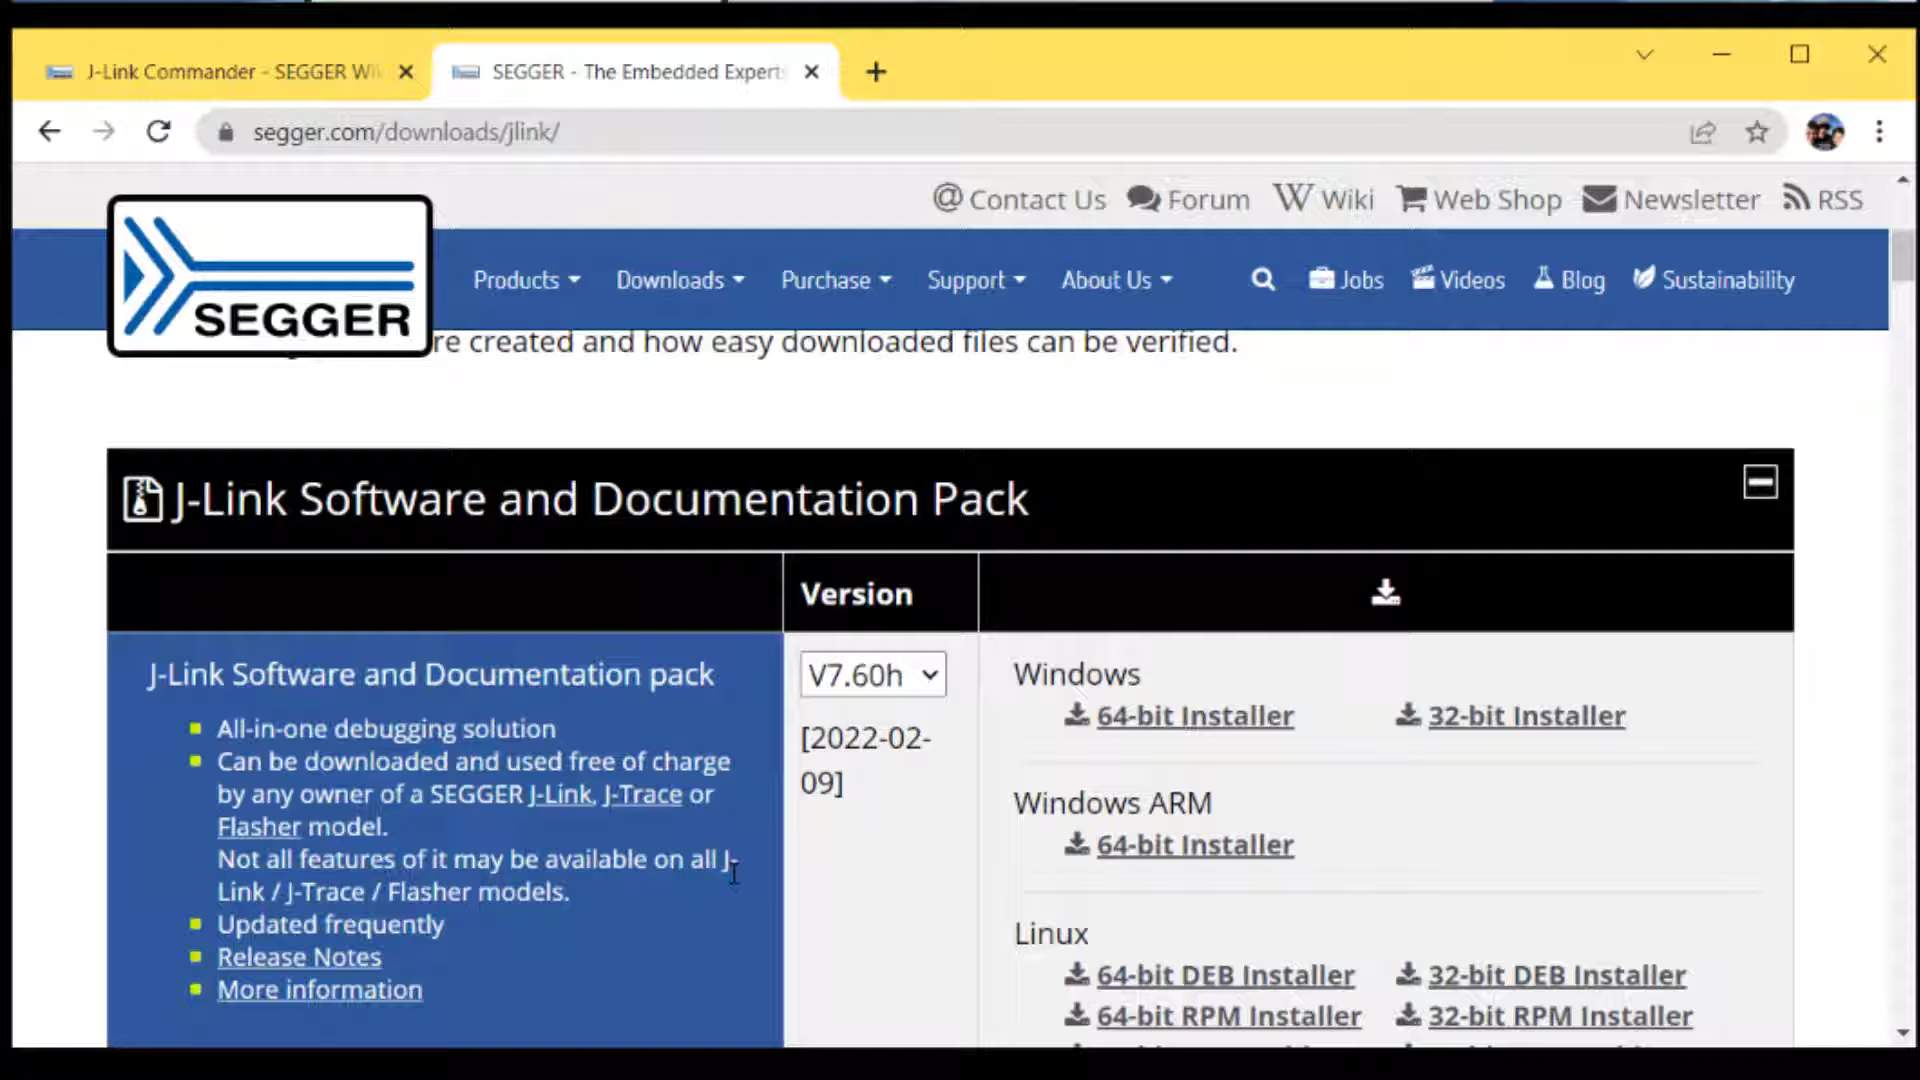 J-Link Commander - SEGGER Wi
SEGGER - The Embedded Expert
segger.com/downloads/jlink/
@ Contact Us Forum Wiki Web Shop Newsletter RSS
SEGGER
Products Downloads Purchase Support About Us Jobs Videos Blog Sustainability
re created and how easy downloaded files can be verified.
J-Link Software and Documentation Pack
Version
J-Link Software and Documentation pack
All-in-one debugging solution
Can be downloaded and used free of charge
by any owner of a SEGGER J-Link, J-Trace or
Flasher model.
Not all features of it may be available on all J-
Link / J-Trace / Flasher models.
Updated frequently
Release Notes
More information
V7.60h
[2022-02-
09]
Windows
64-bit Installer 32-bit Installer
Windows ARM
64-bit Installer
Linux
64-bit DEB Installer 32-bit DEB Installer
64-bit RPM Installer 32-bit RPM Installer